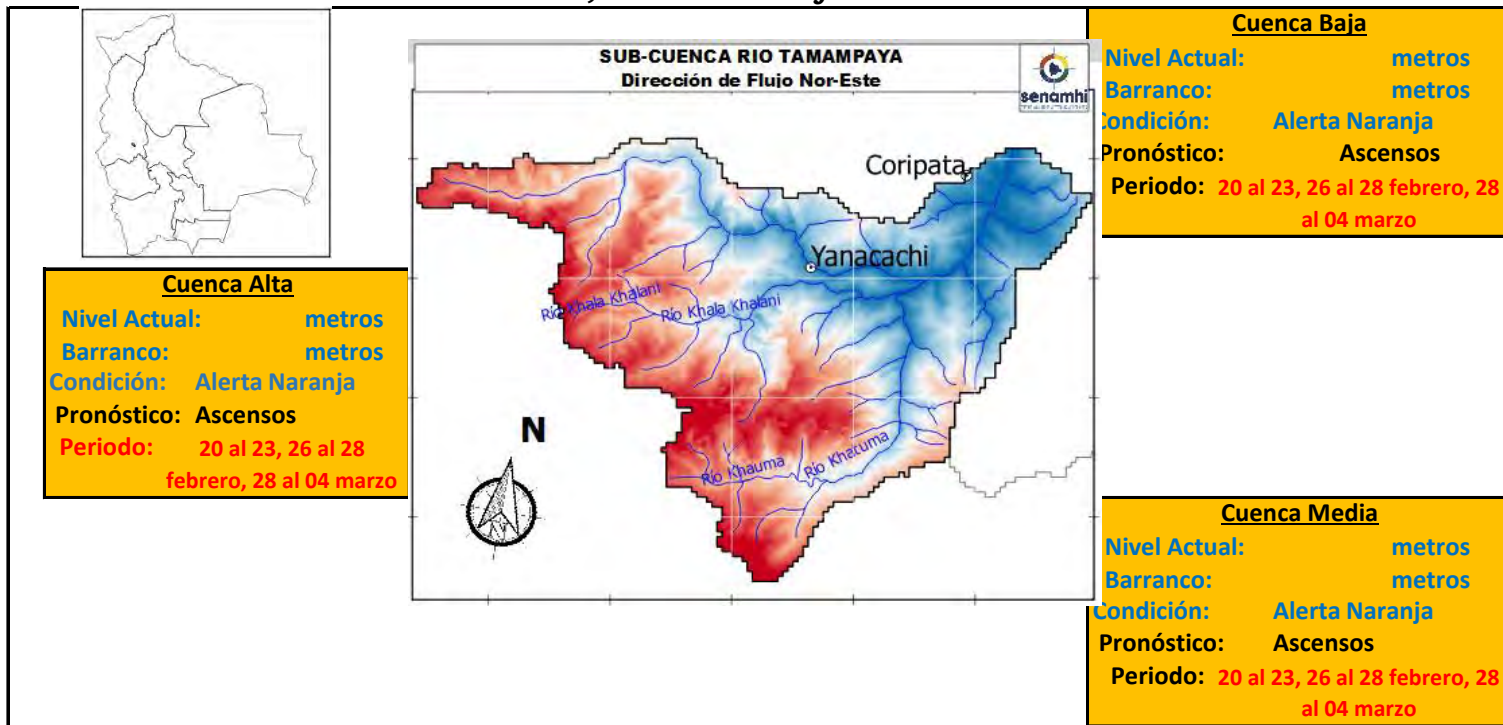 SUB-CUENCA RIO TAMAMPAYA
Dirección de Flujo Nor-Este
senamhi
Coripata
Yanacachi
Río Khala Khalani
Río Khala Khalani
Río Khauma
Río Khacuma
N
Cuenca Alta
Nivel Actual: metros
Barranco: metros
Condición: Alerta Naranja
Pronóstico: Ascensos
Periodo: 20 al 23, 26 al 28
febrero, 28 al 04 marzo
Cuenca Baja
Nivel Actual: metros
Barranco: metros
Condición: Alerta Naranja
Pronóstico: Ascensos
Periodo: 20 al 23, 26 al 28 febrero, 28
al 04 marzo
Cuenca Media
Nivel Actual: metros
Barranco: metros
Condición: Alerta Naranja
Pronóstico: Ascensos
Periodo: 20 al 23, 26 al 28 febrero, 28
al 04 marzo